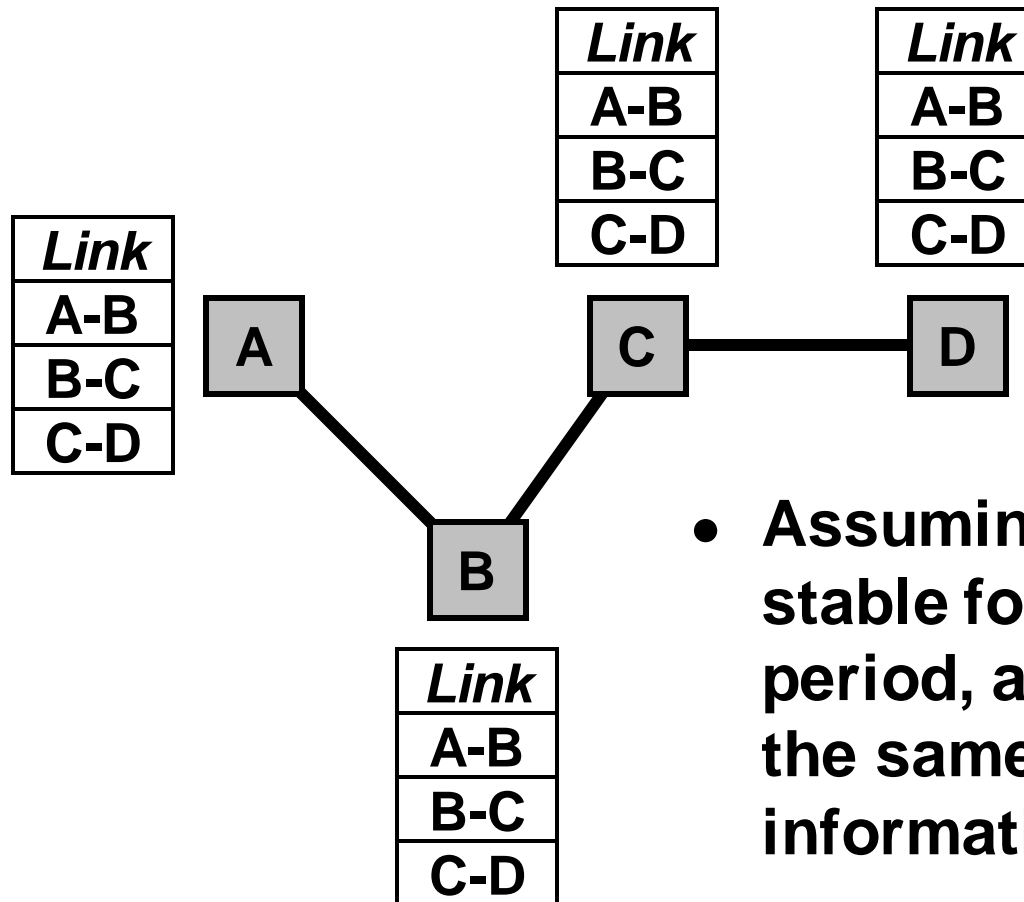 Link
A-B
B-C
C-D
Link
A-B
B-C
C-D
Link
A-B
B-C
C-D
A
C
D
B
Link
A-B
B-C
C-D
• Assumin
stable fo
period, a
the same
informati